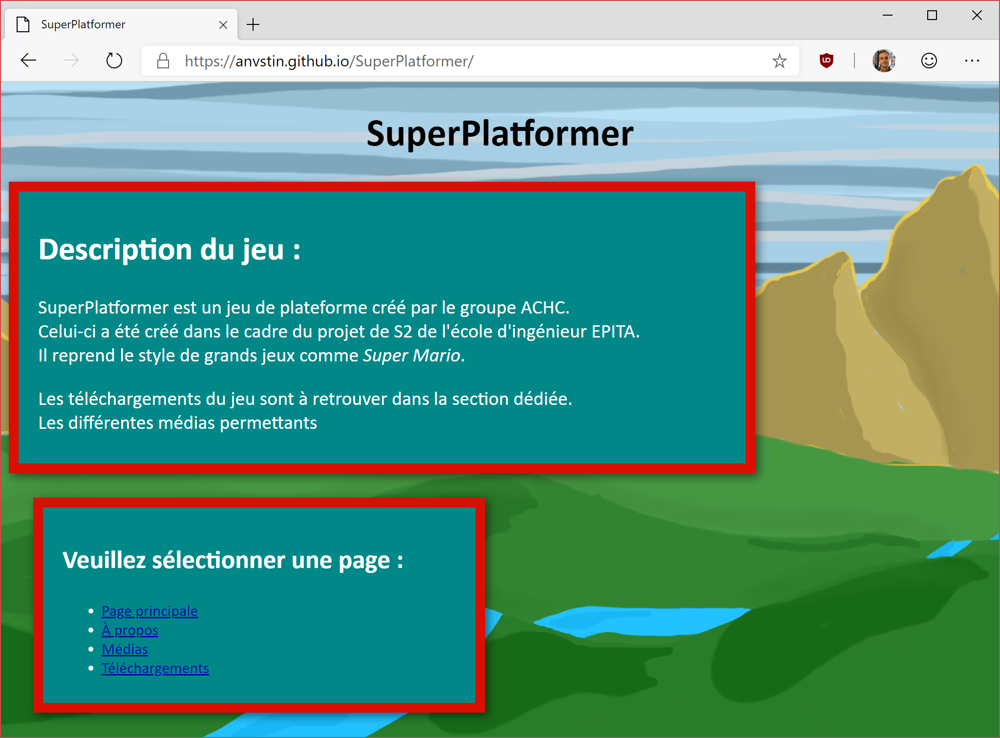 SuperPlatformer
https://anvstin.github.io/SuperPlatformer/
SuperPlatformer
Description du jeu :
SuperPlatformer est un jeu de plateforme créé par le groupe ACHC.
Celui-ci a été créé dans le cadre du projet de S2 de l'école d'ingénieur EPITA.
Il reprend le style de grands jeux comme Super Mario.
Les téléchargements du jeu sont à retrouver dans la section dédiée.
Les différentes médias permettants
Veuillez sélectionner une page :
Page principale
À propos
Médias
Téléchargements